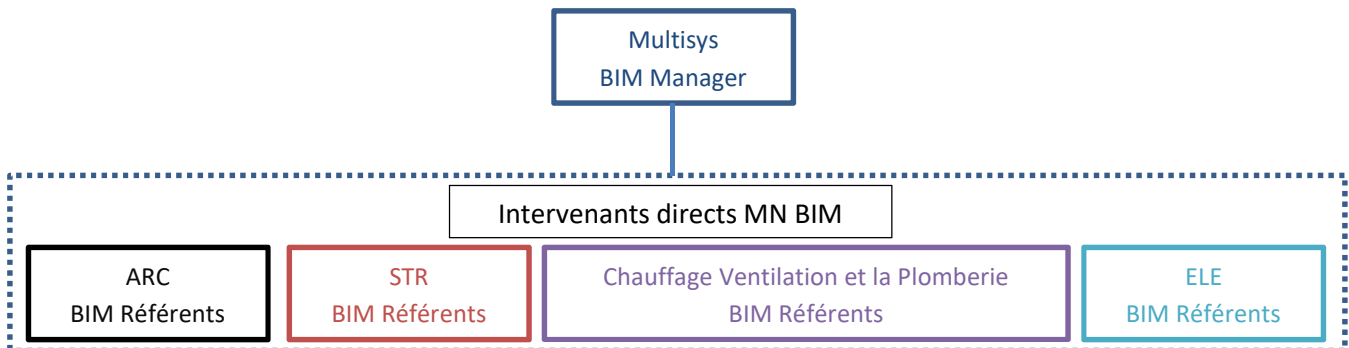 Multisys
BIM Manager
Intervenants directs MN BIM
ARC
BIM Référents
STR
BIM Référents
Chauffage Ventilation et la Plomberie
BIM Référents
ELE
BIM Référents